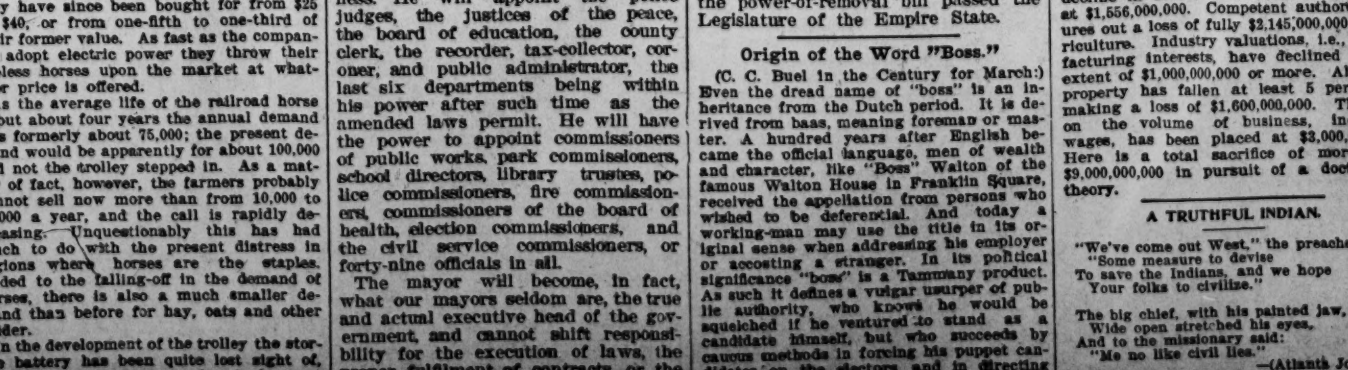 y have since been bought for from $25
$40, or from one-fifth to one-third of
ir former value. As fast as the compan-
adopt electric power they throw their
less horses upon the market at what-
r price is offered.
s the average life of the railroad horse
but about four years the annual demand
s formerly about 75,000; the present de-
nd would be apparently for about 100,000
d not the trolley stepped in. As a mat-
of fact, however, the farmers probably
nnot sell now more than from 10,000 to
000 a year, and the call is rapidly de-
asing. Unquestionably this has had
ch to do with the present distress in
gions where horses are the staples.
ded to the falling-off in the demand of
rses, there is also a much smaller de-
nd than before for hay, oats and other
der.
n the development of the trolley the stor-
e battery has been quite lost sight of,
judges, the justices of the peace,
the board of education, the county
clerk, the recorder, tax-collector, cor-
oner, and public administrator, the
last six departments being within
his power after such time as the
amended laws permit. He will have
the power to appoint commissioners
of public works, park commissioners,
school directors, library trustes, po-
lice commissioners, fire commission-
ers, commissioners of the board of
health, election commissioners, and
the civil service commissioners, or
forty-nine officials in all.
The mayor will become, in fact,
what our mayors seldom are, the true
and actual executive head of the gov-
ernment, and cannot shift responsi-
bility for the execution of laws, the
the power-of-removal bill passed the
Legislature of the Empire State.
Origin of the Word "Boss."
(C. C. Buel in the Century for March:)
Even the dread name of "boss" is an in-
heritance from the Dutch period. It is de-
rived from baas, meaning foreman or mas-
ter. A hundred years after English be-
came the official language, men of wealth
and character, like "Boss" Walton of the
famous Walton House in Franklin Square,
received the appellation from persons who
wished to be deferential. And today a
working-man may use the title in its or-
iginal sense when addressing his employer
or accosting a stranger. In its political
significance "boss" is a Tammany product.
As such it defines a vulgar usurper of pub-
lic authority, who knows he would be
squelched if he ventured to stand as a
candidate himself, but who succeeds by
caucus methods in forcing his puppet can-
didates on the electors and in directing
at $1,556,000,000. Competent author
ures out a loss of fully $2,145,000,000
riculture. Industry valuations, i.e.,
facturing interests, have declined
extent of $1,000,000,000 or more. Al
property has fallen at least 5 per
making a loss of $1,600,000,000. T
on the volume of business, in
wages, has been placed at $3,000,
Here is a total sacrifice of mor
$9,000,000,000 in pursuit of a doc
theory.
A TRUTHFUL INDIAN.
"We've come out West," the preache
"Some measure to devise
To save the Indians, and we hope
Your folks to civilize."
The big chief, with his painted jaw,
Wide open stretched his eyes,
And to the missionary said:
"Me no like civil lies."
—(Atlanta Jo